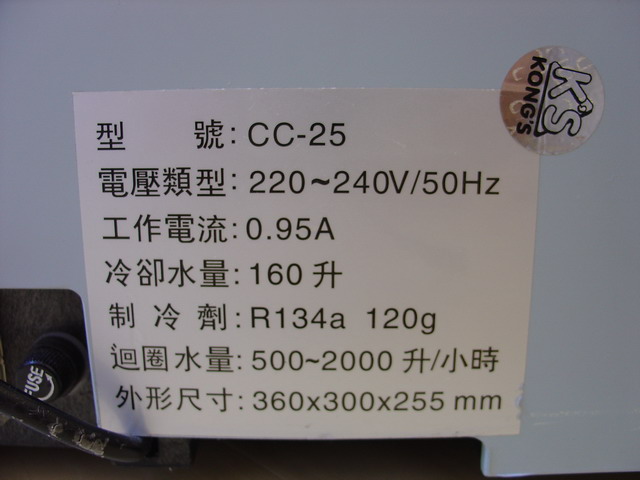 K&S
KONG'S
型 號: CC-25
電壓類型: 220~240V/50Hz
工作電流: 0.95A
冷卻水量: 160 升
制 冷 劑: R134a 120g
迴圈水量: 500~2000 升/小時
外形尺寸: 360x300x255 mm
FUSE